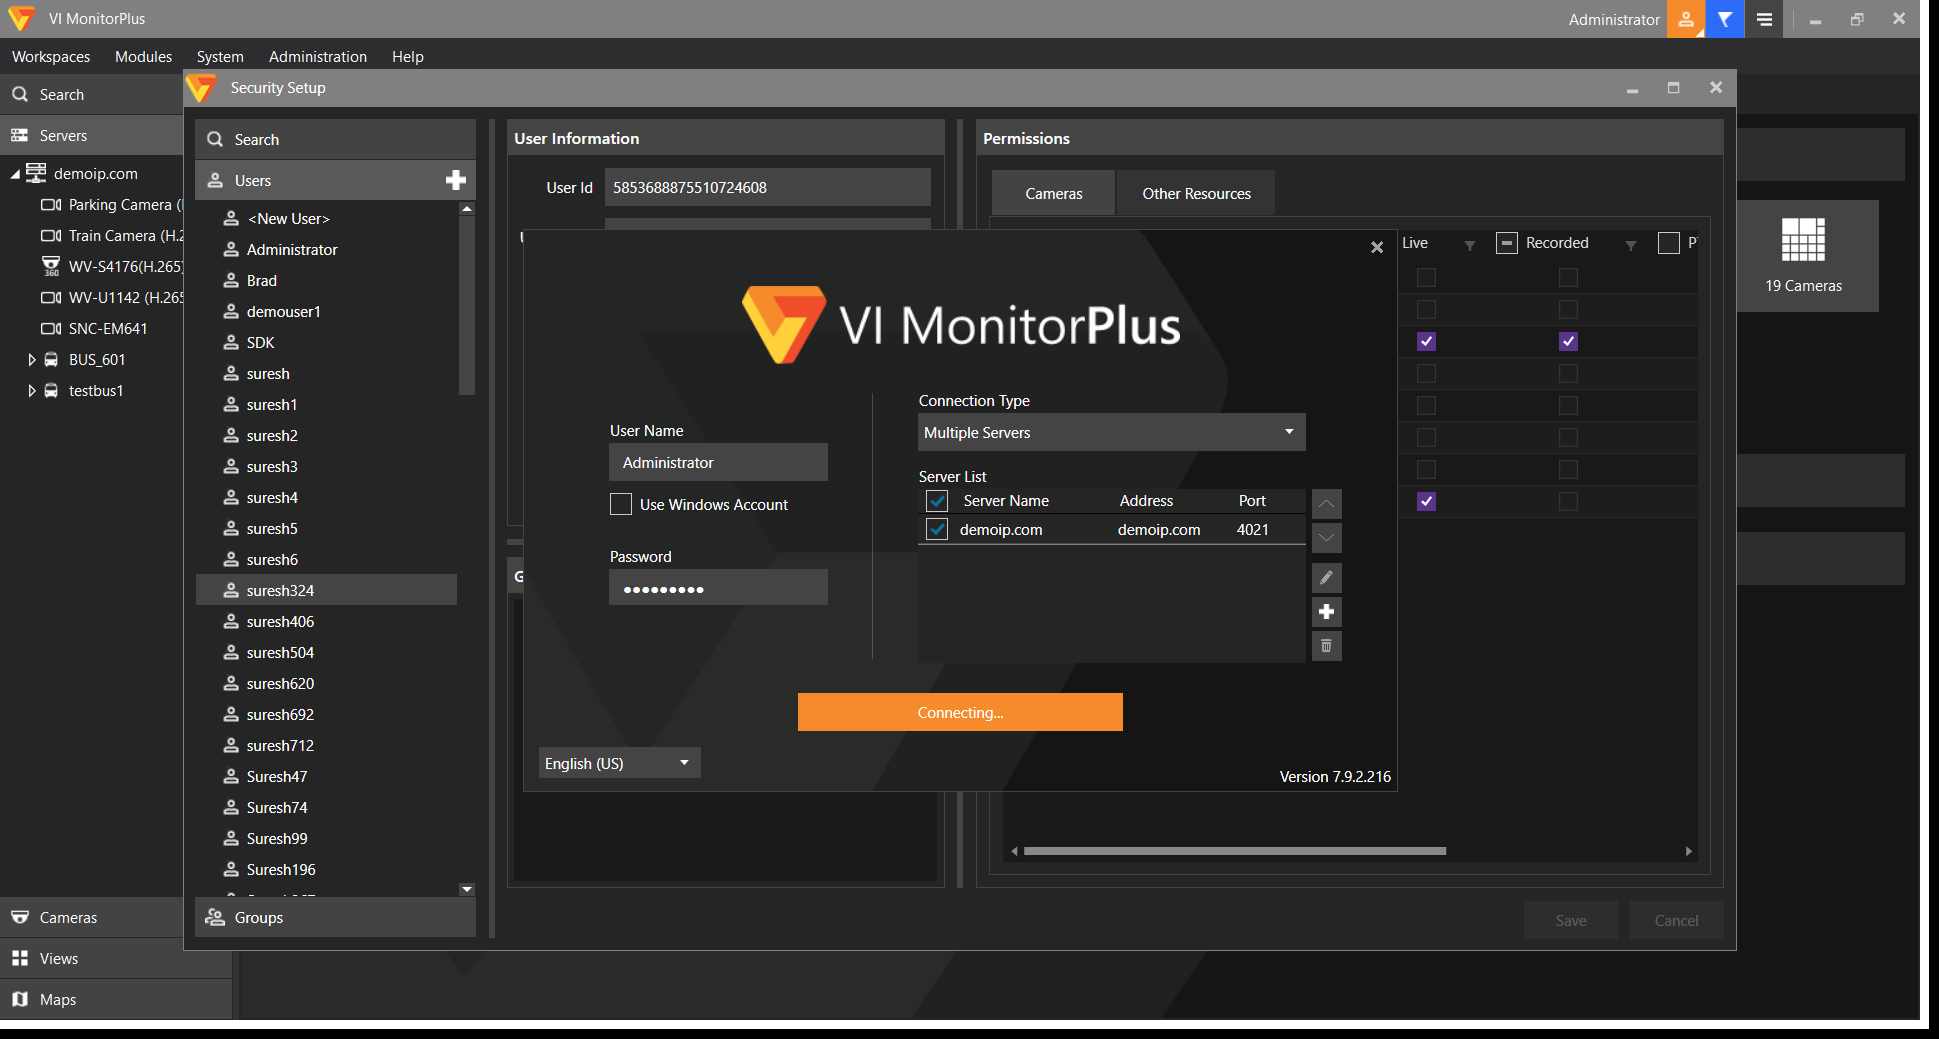 VI MonitorPlus
Administrator
Workspaces
Modules
System
Administration
Help
Search
Servers
demoip.com
Parking Camera (
Train Camera (H.2
WV-S4176(H.265)
WV-U1142 (H.265
SNC-EM641
BUS_601
testbus1
Cameras
Views
Maps
Security Setup
Search
Users
<New User>
Administrator
Brad
demouser1
SDK
suresh
suresh1
suresh2
suresh3
suresh4
suresh5
suresh6
suresh324
suresh406
suresh504
suresh620
suresh692
suresh712
Suresh47
Suresh74
Suresh99
Suresh196
Groups
User Information
User Id
5853688875510724608
G
Permissions
Cameras
Other Resources
Live
Recorded
19 Cameras
VI MonitorPlus
User Name
Administrator
Use Windows Account
Password
Connection Type
Multiple Servers
Server List
Server Name Address Port
demoip.com demoip.com 4021
Connecting...
English (US)
Version 7.9.2.216
Save
Cancel